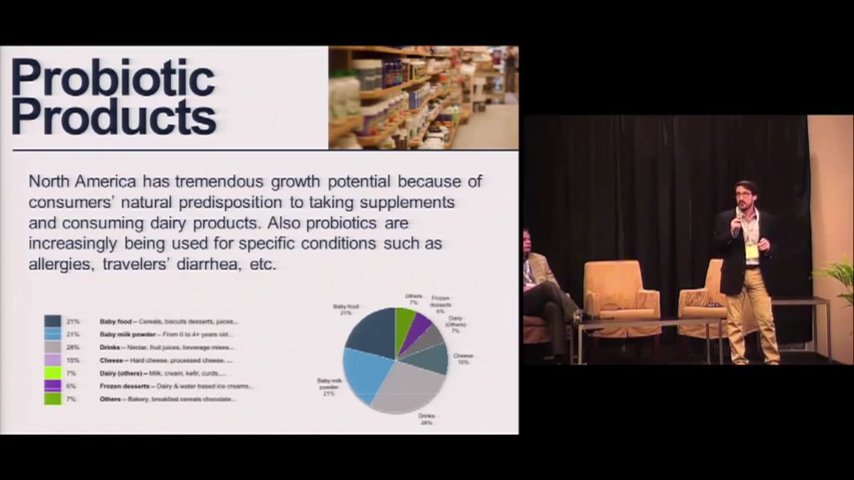 Probiotic
Products
North America has tremendous growth potential because of
consumers' natural predisposition to taking supplements
and consuming dairy products. Also probiotics are
increasingly being used for specific conditions such as
allergies, travelers' diarrhea, etc.
21% Baby food – Cereals, biscuits desserts, juices...
21% Baby milk powder – From 0 to 4+ years old...
28% Drinks – Nectar, fruit juices, beverage mixes...
10% Cheese – Hard cheese, processed cheese, ...
7% Dairy (others) – Milk, cream, kefir, curds....
6% Frozen desserts – Dairy & water based ice creams...
7% Others – Bakery, breakfast cereals chocolate...
Baby food
21%
Others
7%
Frozen
desserts
6%
Dairy
(Others)
7%
Cheese
10%
Baby milk
powder
21%
Drinks
28%